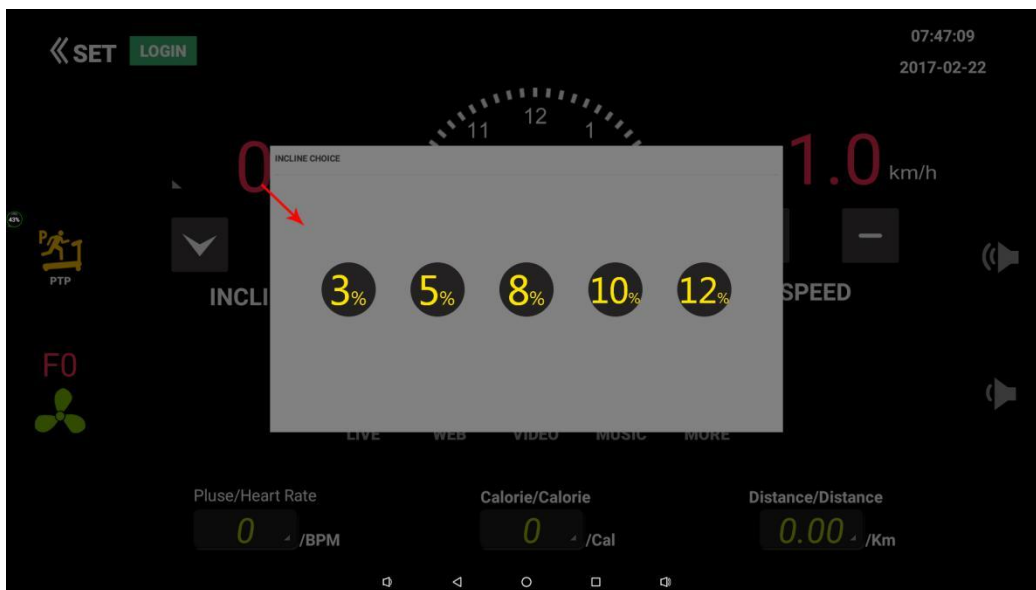 SET LOGIN
07:47:09
2017-02-22
11 12 1
INCLINE CHOICE
0
1.0 km/h
43%
P
PTP
3% 5% 8% 10% 12%
INCLI
SPEED
F0
LIVE WEB VIDEO MUSIC MORE
Pluse/Heart Rate Calorie/Calorie Distance/Distance
0 /BPM 0 /Cal 0.00 /Km